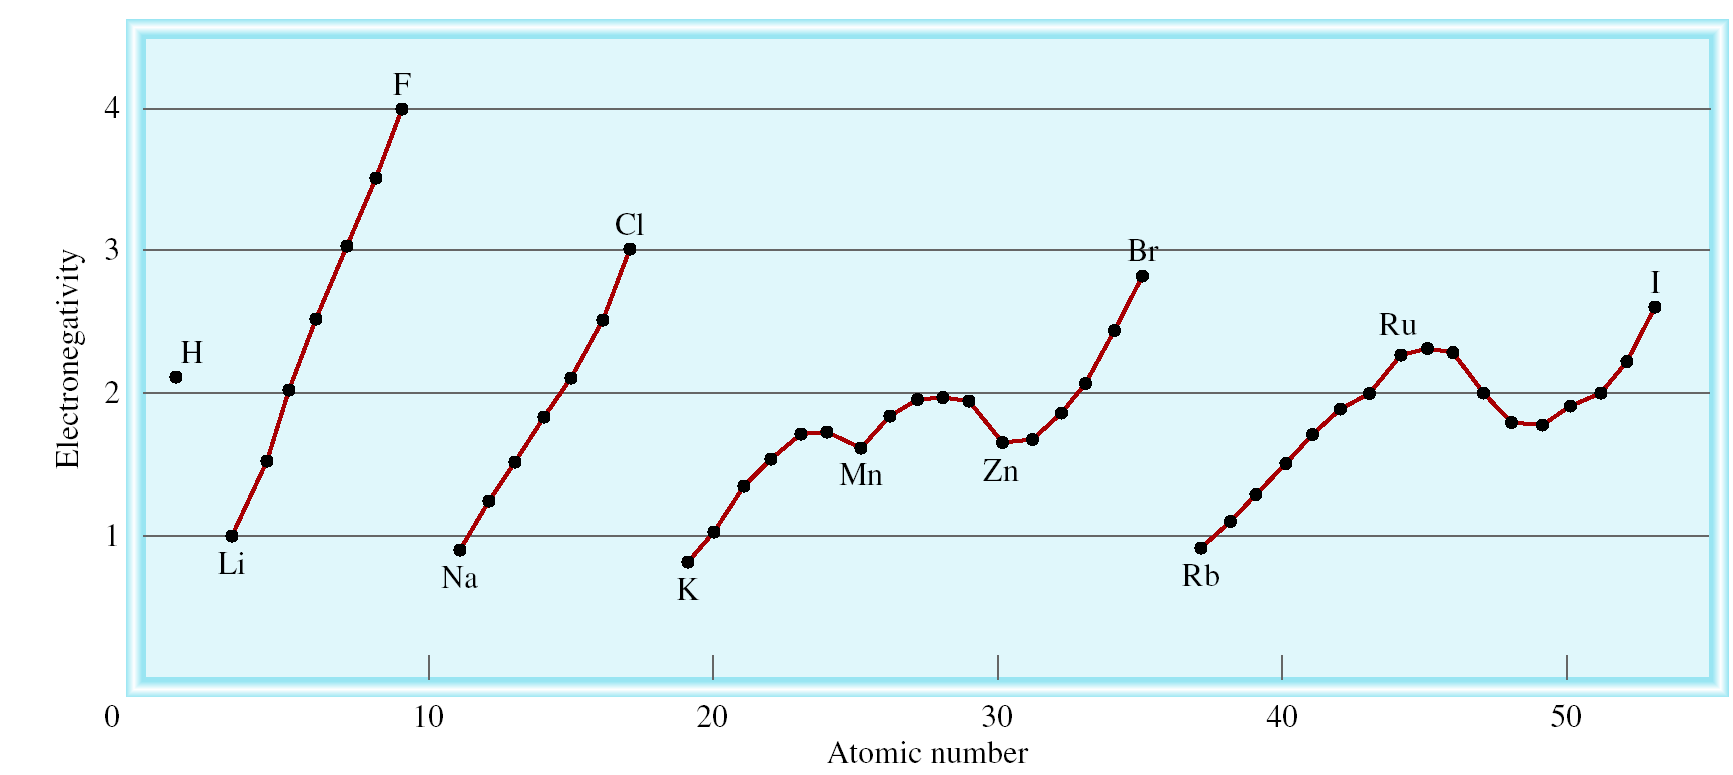 F
4
Cl
3
Br
I
Ru
H
2
Mn
Zn
1
Li
Na
K
Rb
Electronegativity
0 10 20 30 40 50
Atomic number